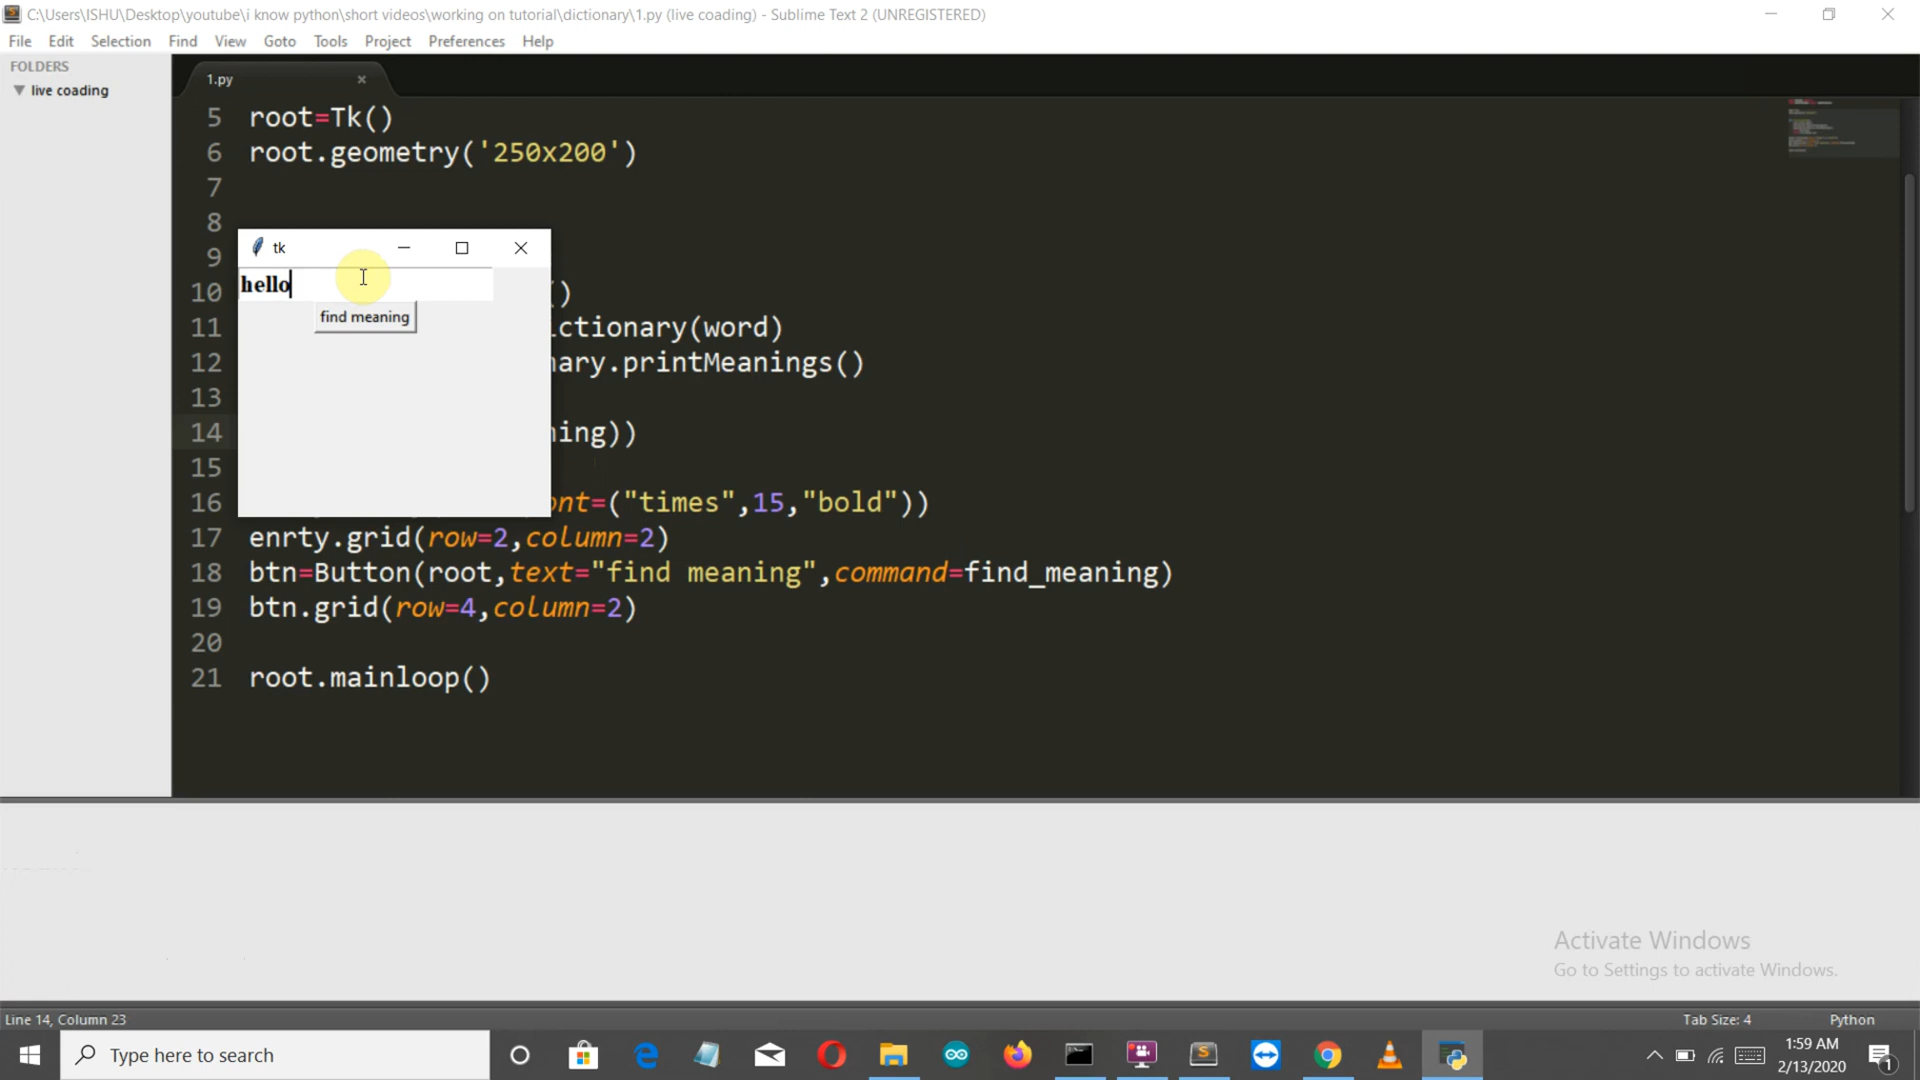 C:\Users\ISHU\Desktop\youtube\i know python\short videos\working on tutorial\dictionary\1.py (live coading) - Sublime Text 2 (UNREGISTERED)
File Edit Selection Find View Goto Tools Project Preferences Help
FOLDERS
live coading
1.py
5 root=Tk()
6 root.geometry('250x200')
7
8
9
tk
hello
find meaning
10 ()
11 ictionary(word)
12 nary.printMeanings()
13
14 ning))
15
16 ont=("times",15,"bold"))
17 enrty.grid(row=2,column=2)
18 btn=Button(root,text="find meaning",command=find_meaning)
19 btn.grid(row=4,column=2)
20
21 root.mainloop()
Activate Windows
Go to Settings to activate Windows.
Line 14, Column 23
Tab Size: 4
Python
Type here to search
1:59 AM
2/13/2020
1